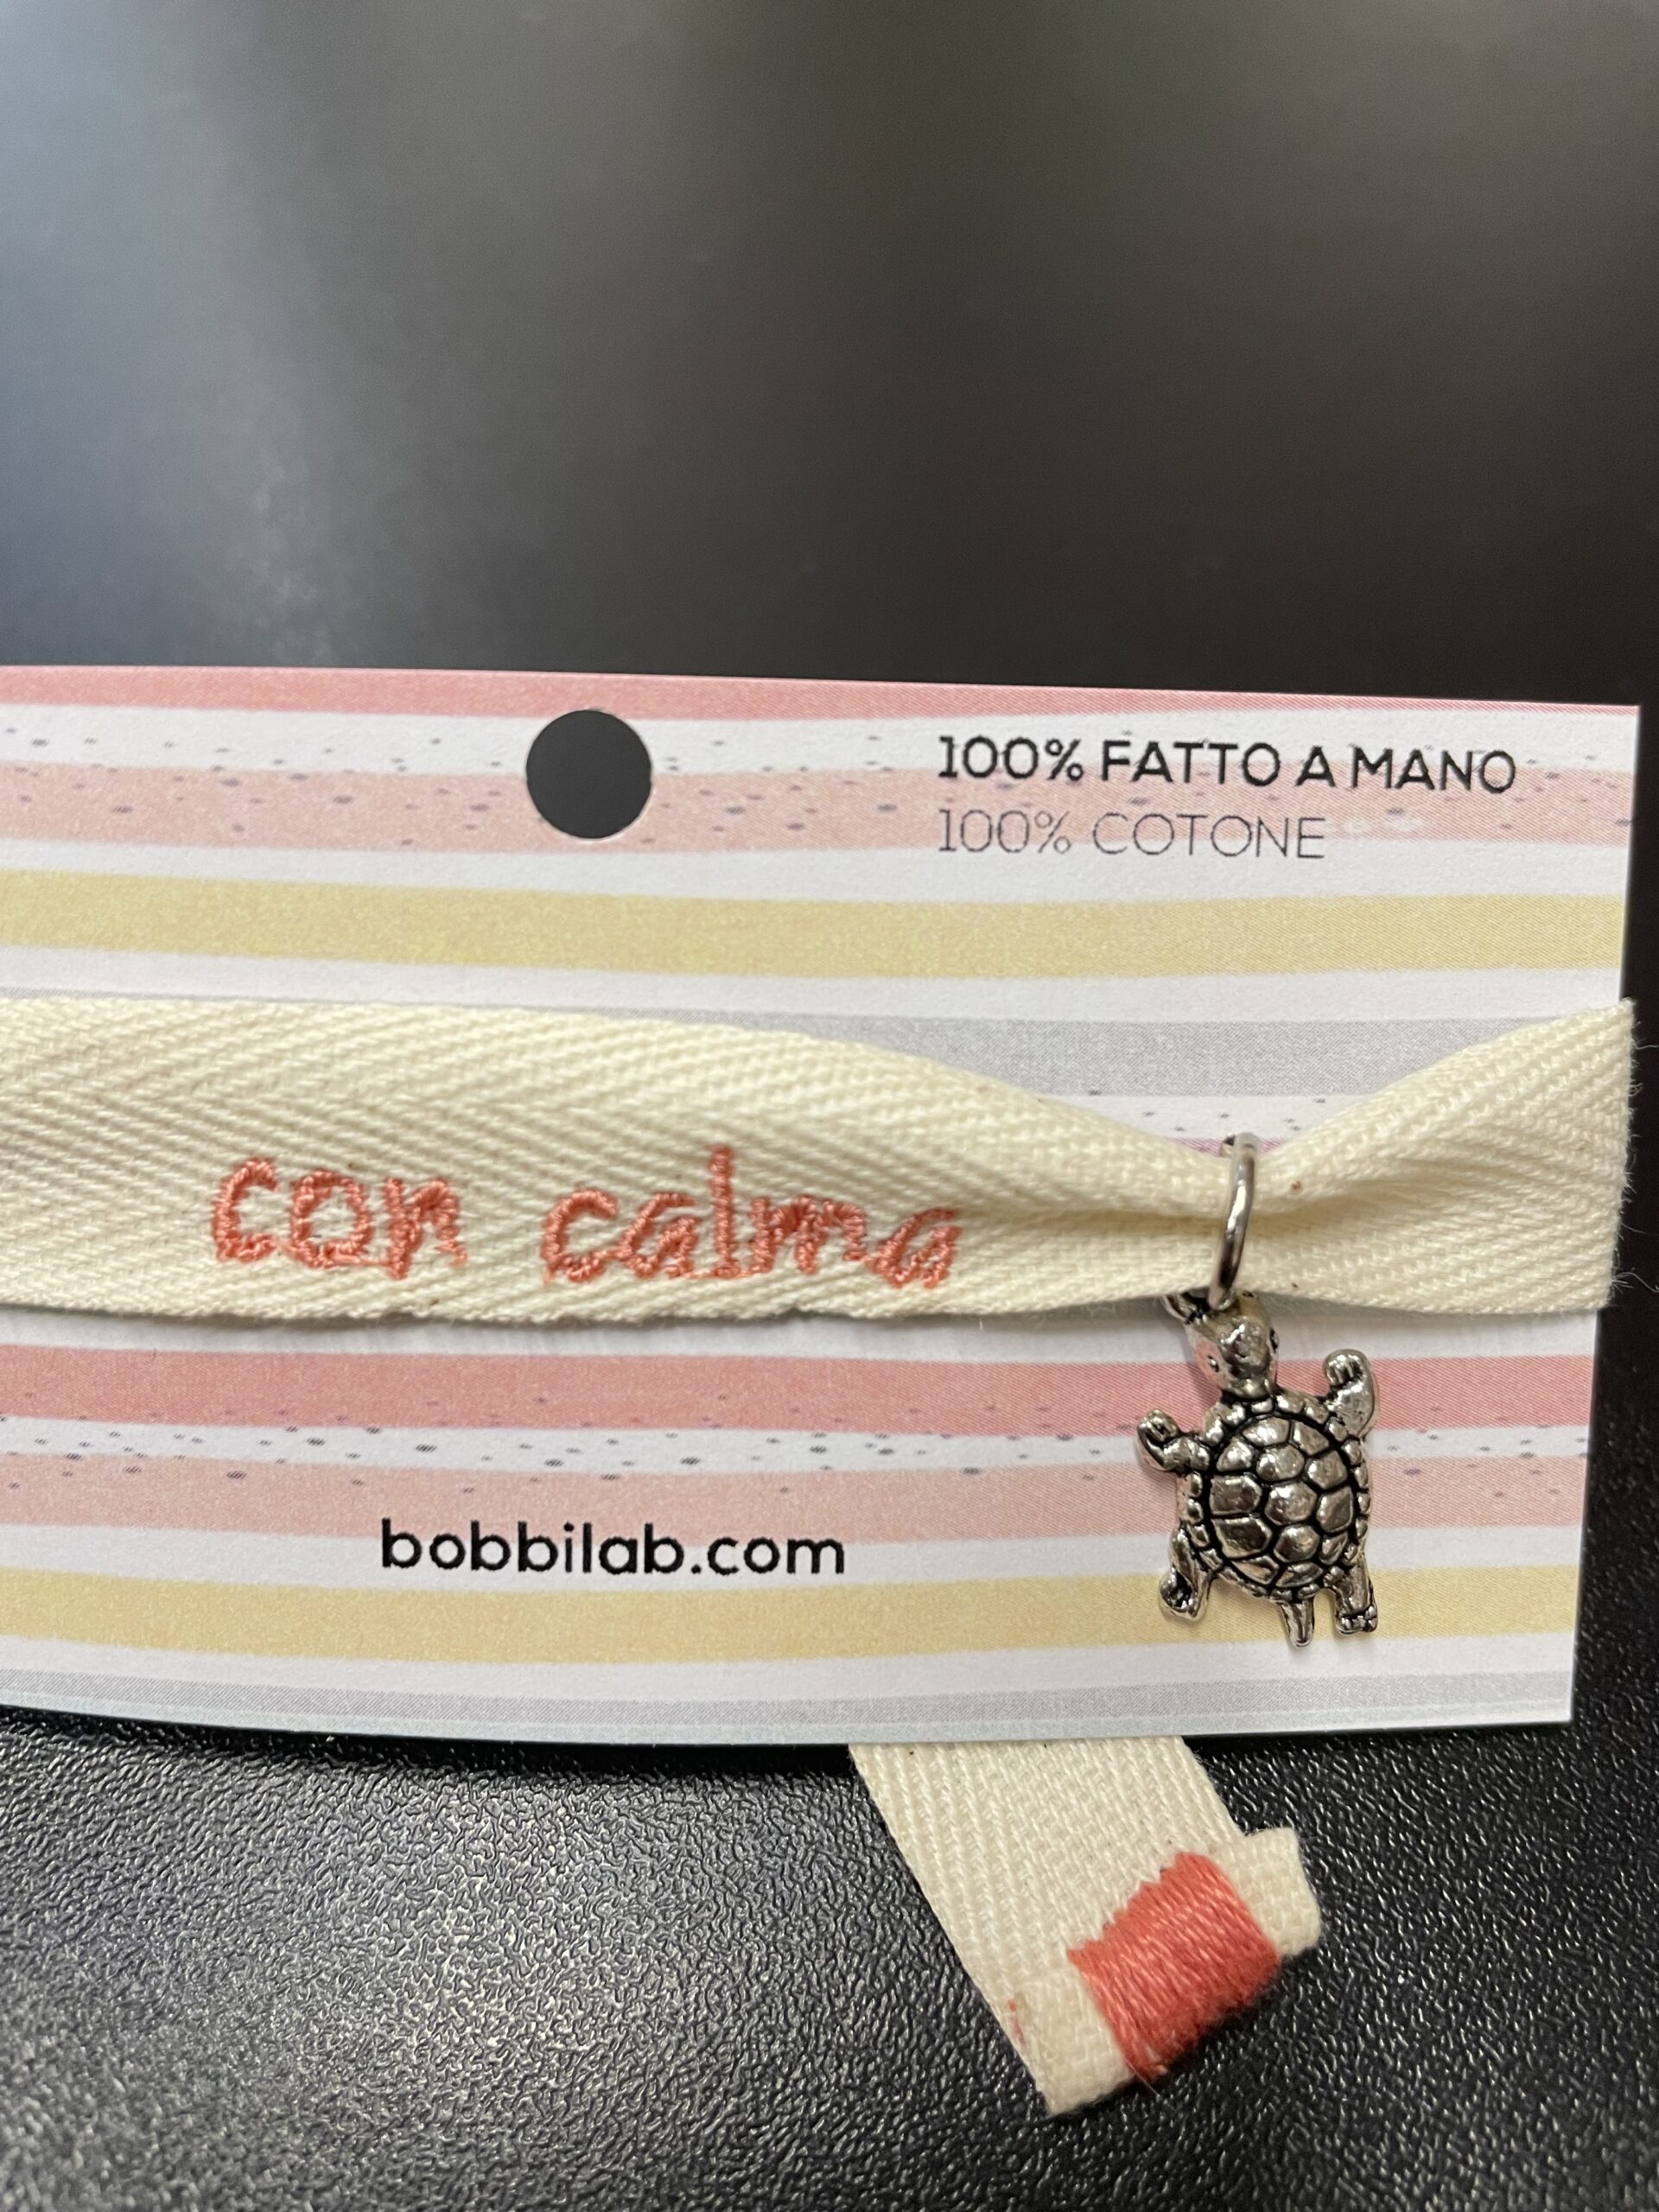 100% FATTO A MANO
100% COTONE
con calma
bobbilab.com